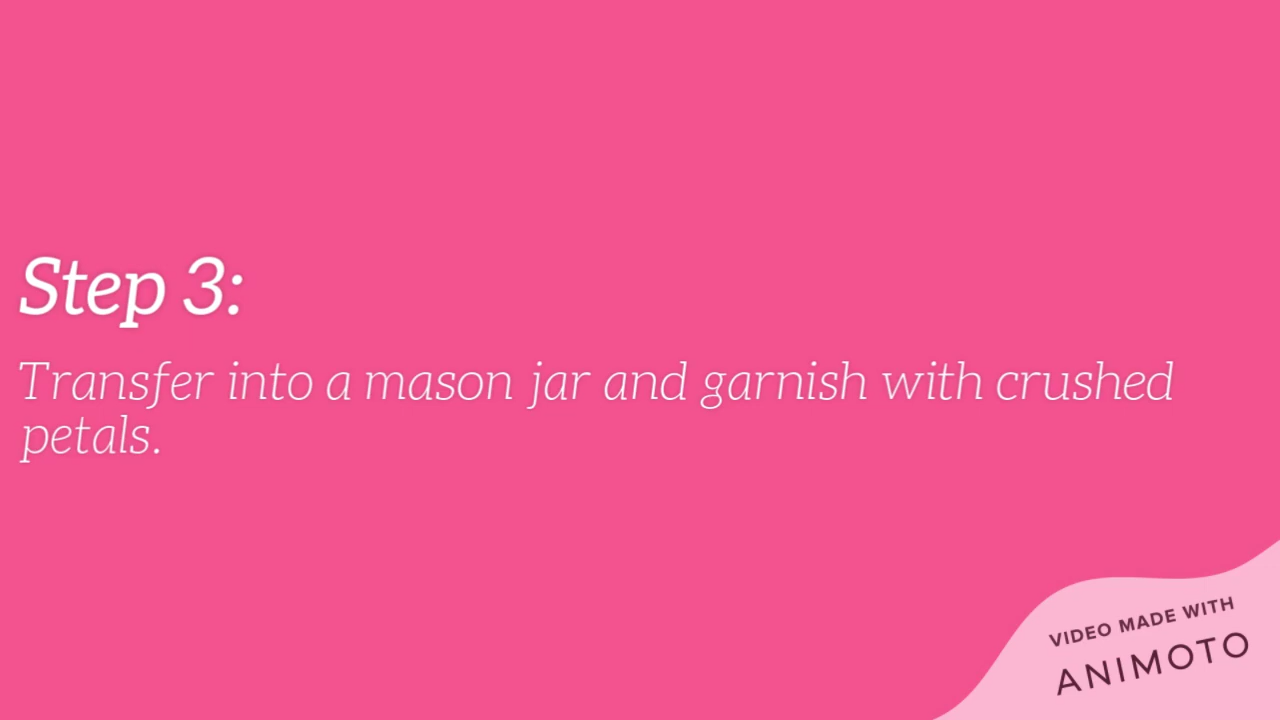 Step 3:
Transfer into a mason jar and garnish with crushed
petals.
VIDEO MADE WITH
ANIMOTO